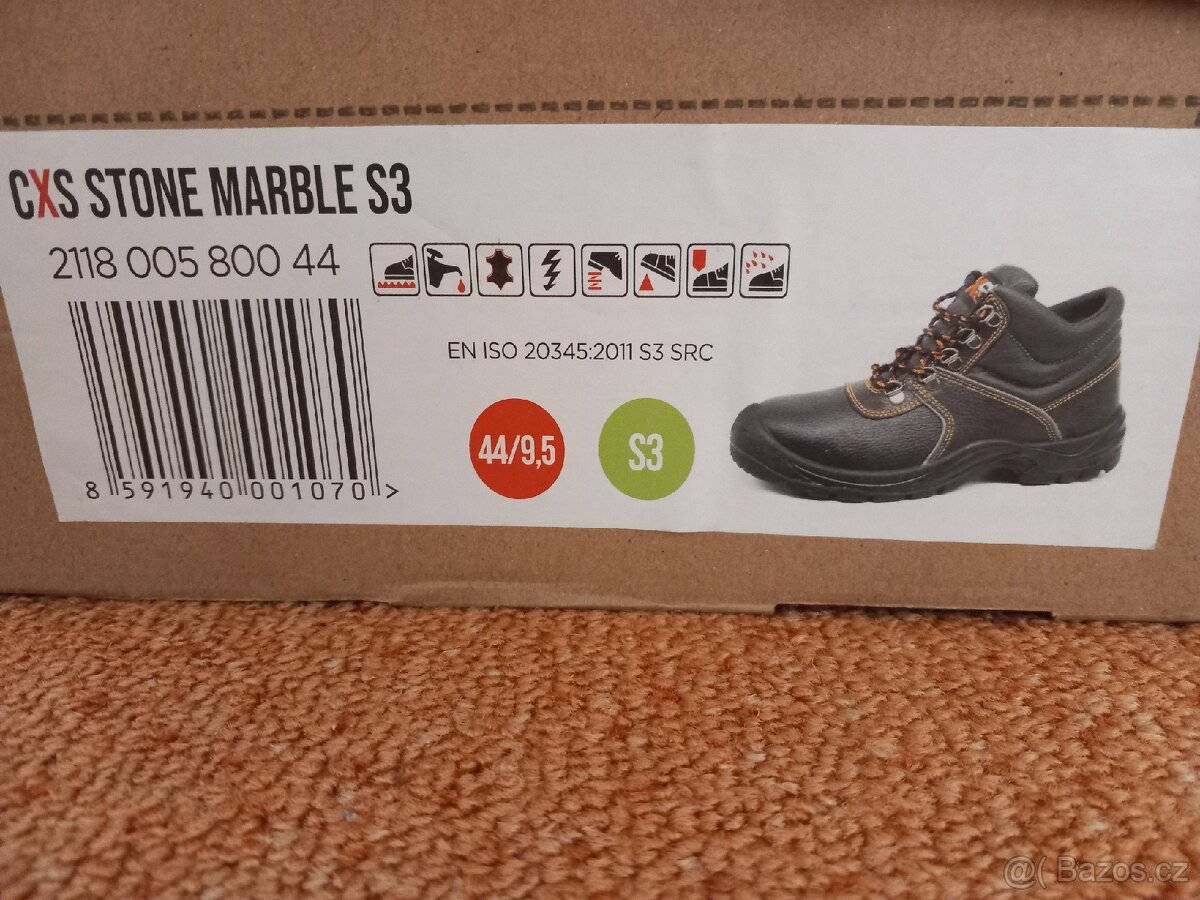 CXS STONE MARBLE S3
2118 005 800 44
EN ISO 20345:2011 S3 SRC
44/9,5
S3
8 591940 001070 >
@( Bazos.cz